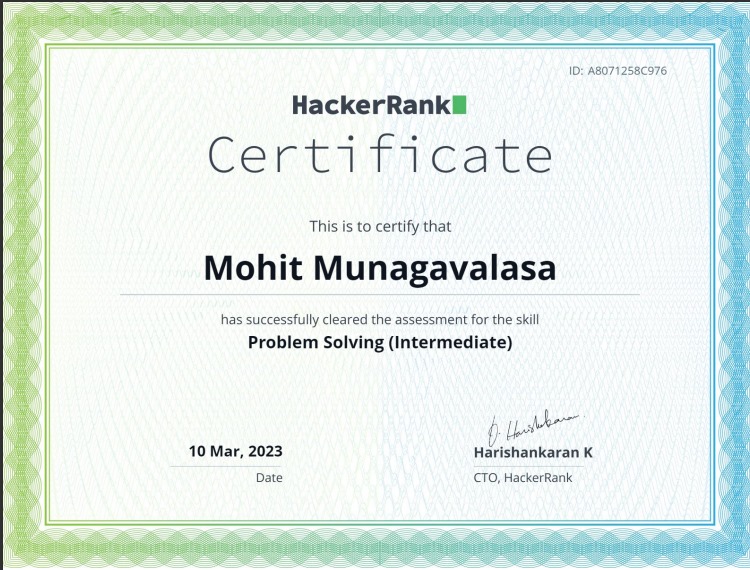 ID: A8071258C976
HackerRank
Certificate
This is to certify that
Mohit Munagavalasa
has successfully cleared the assessment for the skill
Problem Solving (Intermediate)
10 Mar, 2023
Date
Harishankaran K
CTO, HackerRank